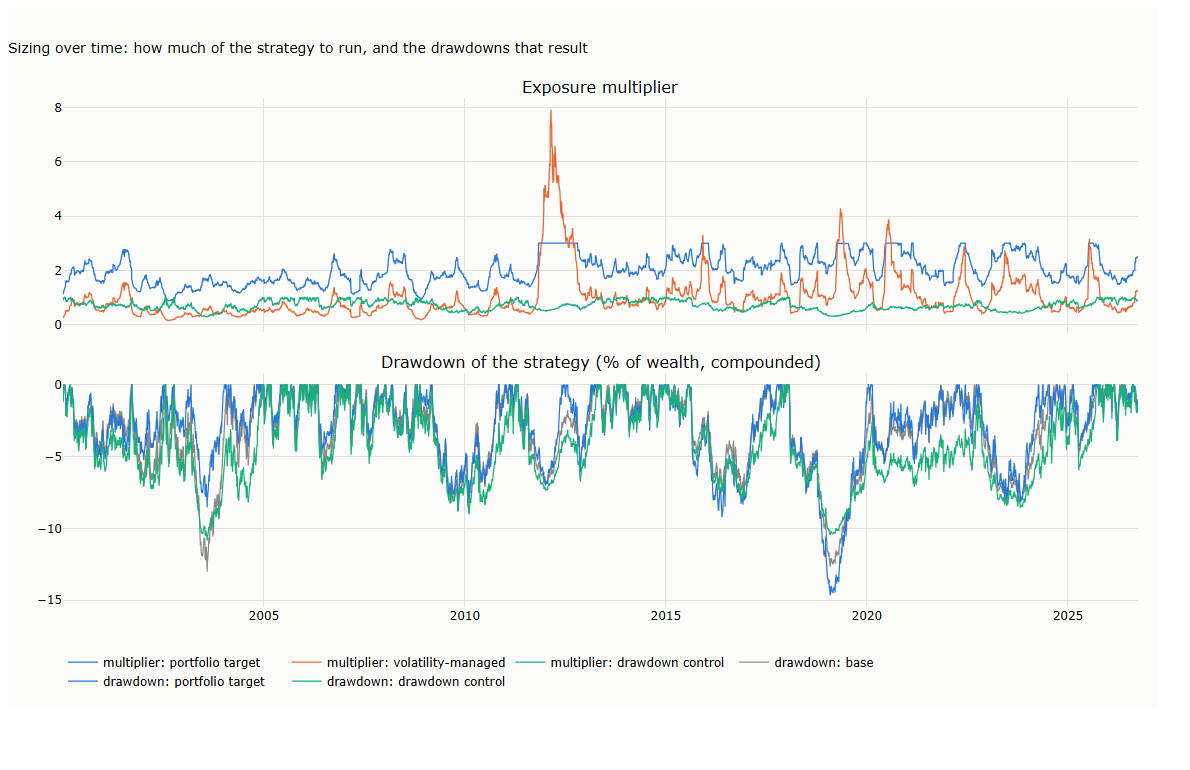 Sizing over time: how much of the strategy to run, and the drawdowns that result
Exposure multiplier
8
6
4
2
0
Drawdown of the strategy (% of wealth, compounded)
0
−5
−10
−15
2005 2010 2015 2020 2025
multiplier: portfolio target multiplier: volatility-managed multiplier: drawdown control drawdown: base
drawdown: portfolio target drawdown: drawdown control